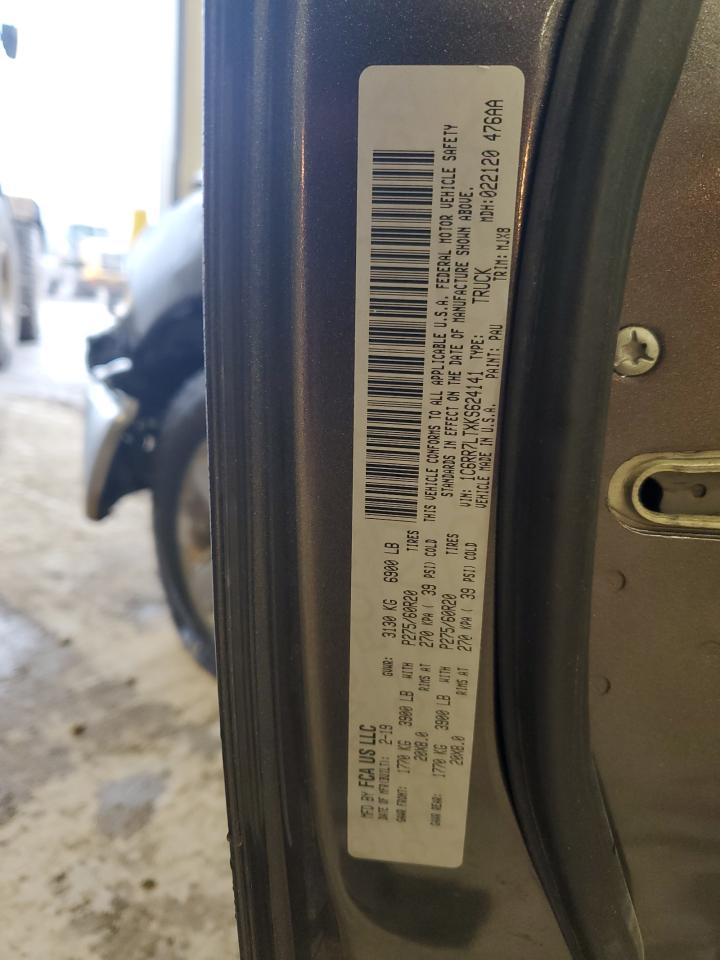 MFD BY FCA US LLC
DATE OF MFR(BUILT): 2-19 GVWR: 3130 KG 6900 LB
GAWR FRONT: 1770 KG 3900 LB WITH P275/60R20 TIRES
20X8.0 RIMS AT 270 KPA ( 39 PSI) COLD
GAWR REAR: 1770 KG 3900 LB WITH P275/60R20 TIRES
20X8.0 RIMS AT 270 KPA ( 39 PSI) COLD
THIS VEHICLE CONFORMS TO ALL APPLICABLE U.S.A. FEDERAL MOTOR VEHICLE SAFETY
STANDARDS IN EFFECT ON THE DATE OF MANUFACTURE SHOWN ABOVE.
VIN: 1C6RR7LTXKS624141 TYPE: TRUCK MDH:022120 476AA
VEHICLE MADE IN U.S.A. PAINT: PAU TRIM: MJX8